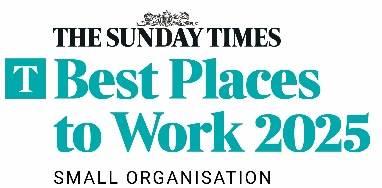 THE SUNDAY TIMES
T Best Places
to Work 2025
SMALL ORGANISATION